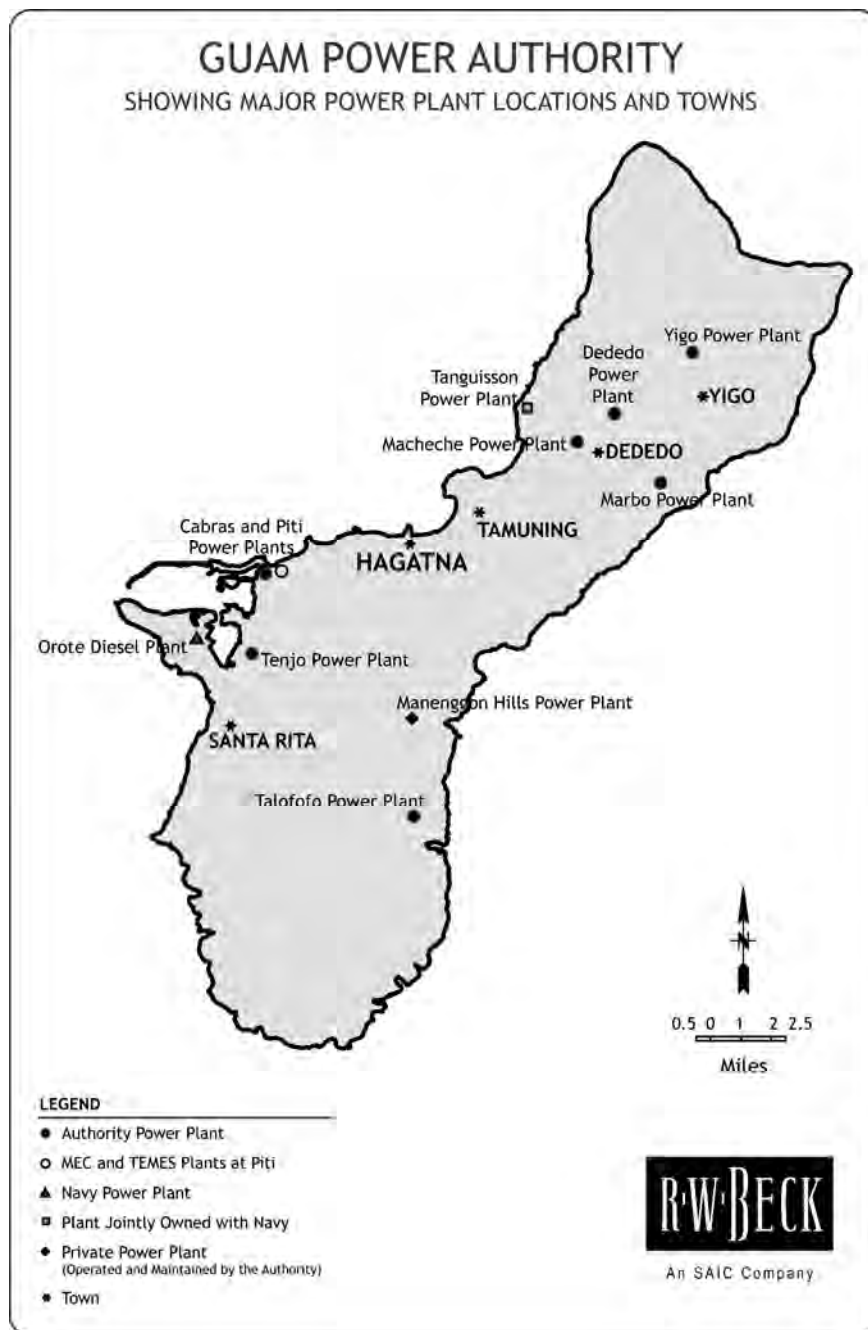 GUAM POWER AUTHORITY
SHOWING MAJOR POWER PLANT LOCATIONS AND TOWNS
Yigo Power Plant
Dededo
Power
Plant
Tanguisson
Power Plant
YIGO
Macheche Power Plant
DEDEDO
Marbo Power Plant
TAMUNING
Cabras and Piti
Power Plants
HAGATNA
Orote Diesel Plant
Tenjo Power Plant
Manenggon Hills Power Plant
SANTA RITA
Talofofo Power Plant
N
0.5 0 1 2 2.5
Miles
LEGEND
Authority Power Plant
MEC and TEMES Plants at Piti
Navy Power Plant
Plant Jointly Owned with Navy
Private Power Plant
(Operated and Maintained by the Authority)
Town
R·W·BECK
An SAIC Company